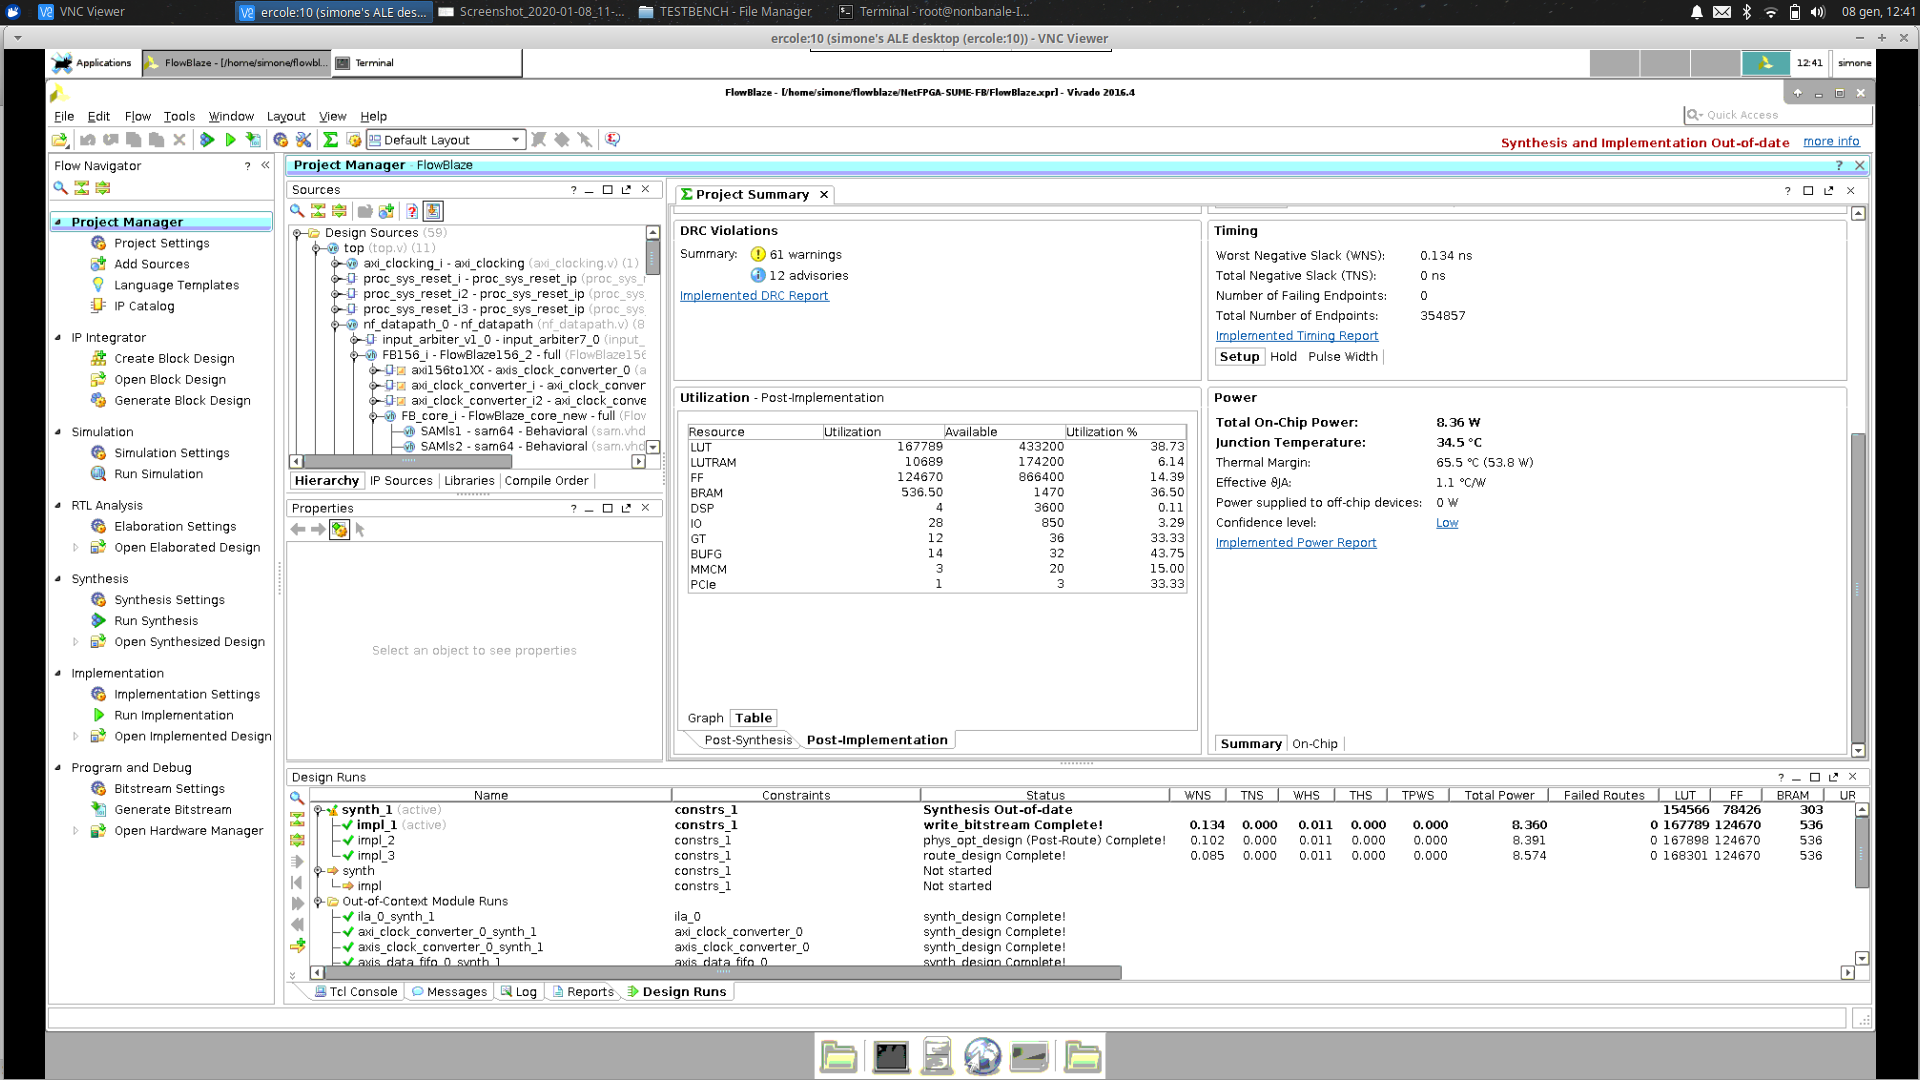 VNC Viewer
ercole:10 (simone's ALE des...
Screenshot_2020-01-08_11-...
TESTBENCH - File Manager
Terminal - root@nonbanale-I...
08 gen, 12:41
ercole:10 (simone's ALE desktop (ercole:10)) - VNC Viewer
Applications
FlowBlaze - [/home/simone/flowbl...
Terminal
12:41
simone
FlowBlaze - [/home/simone/flowblaze/NetFPGA-SUME-FB/FlowBlaze.xpr] - Vivado 2016.4
File Edit Flow Tools Window Layout View Help
Quick Access
Default Layout
Synthesis and Implementation Out-of-date more info
Flow Navigator
Project Manager
Project Settings
Add Sources
Language Templates
IP Catalog
IP Integrator
Create Block Design
Open Block Design
Generate Block Design
Simulation
Simulation Settings
Run Simulation
RTL Analysis
Elaboration Settings
Open Elaborated Design
Synthesis
Synthesis Settings
Run Synthesis
Open Synthesized Design
Implementation
Implementation Settings
Run Implementation
Open Implemented Design
Program and Debug
Bitstream Settings
Generate Bitstream
Open Hardware Manager
Project Manager - FlowBlaze
Sources
Design Sources (59)
top (top.v) (11)
axi_clocking_i - axi_clocking (axi_clocking.v) (1)
proc_sys_reset_i - proc_sys_reset_ip (proc_sys_r
proc_sys_reset_i2 - proc_sys_reset_ip (proc_sys_
proc_sys_reset_i3 - proc_sys_reset_ip (proc_sys_
nf_datapath_0 - nf_datapath (nf_datapath.v) (8
input_arbiter_v1_0 - input_arbiter7_0 (input_
FB156_i - FlowBlaze156_2 - full (FlowBlaze156
axi156to1XX - axis_clock_converter_0 (a
axi_clock_converter_i - axi_clock_conver
axi_clock_converter_i2 - axi_clock_conve
FB_core_i - FlowBlaze_core_new - full (Flov
SAMls1 - sam64 - Behavioral (sam.vhd
SAMls2 - sam64 - Behavioral (sam.vhd
Hierarchy IP Sources Libraries Compile Order
Properties
Select an object to see properties
Project Summary
DRC Violations
Summary: 61 warnings
12 advisories
Implemented DRC Report
Timing
Worst Negative Slack (WNS): 0.134 ns
Total Negative Slack (TNS): 0 ns
Number of Failing Endpoints: 0
Total Number of Endpoints: 354857
Implemented Timing Report
Setup Hold Pulse Width
Utilization - Post-Implementation
Resource Utilization Available Utilization %
LUT 167789 433200 38.73
LUTRAM 10689 174200 6.14
FF 124670 866400 14.39
BRAM 536.50 1470 36.50
DSP 4 3600 0.11
IO 28 850 3.29
GT 12 36 33.33
BUFG 14 32 43.75
MMCM 3 20 15.00
PCIe 1 3 33.33
Graph Table
Post-Synthesis Post-Implementation
Power
Total On-Chip Power: 8.36 W
Junction Temperature: 34.5 °C
Thermal Margin: 65.5 °C (53.8 W)
Effective ϑJA: 1.1 °C/W
Power supplied to off-chip devices: 0 W
Confidence level: Low
Implemented Power Report
Summary On-Chip
Design Runs
Name Constraints Status WNS TNS WHS THS TPWS Total Power Failed Routes LUT FF BRAM UR
synth_1 (active) constrs_1 Synthesis Out-of-date 154566 78426 303
impl_1 (active) constrs_1 write_bitstream Complete! 0.134 0.000 0.011 0.000 0.000 8.360 0 167789 124670 536
impl_2 constrs_1 phys_opt_design (Post-Route) Complete! 0.102 0.000 0.011 0.000 0.000 8.391 0 167898 124670 536
impl_3 constrs_1 route_design Complete! 0.085 0.000 0.011 0.000 0.000 8.574 0 168301 124670 536
synth constrs_1 Not started
impl constrs_1 Not started
Out-of-Context Module Runs
ila_0_synth_1 ila_0 synth_design Complete!
axi_clock_converter_0_synth_1 axi_clock_converter_0 synth_design Complete!
axis_clock_converter_0_synth_1 axis_clock_converter_0 synth_design Complete!
axis_data_fifo_0_synth_1 axis_data_fifo_0 synth_design Complete!
Tcl Console Messages Log Reports Design Runs